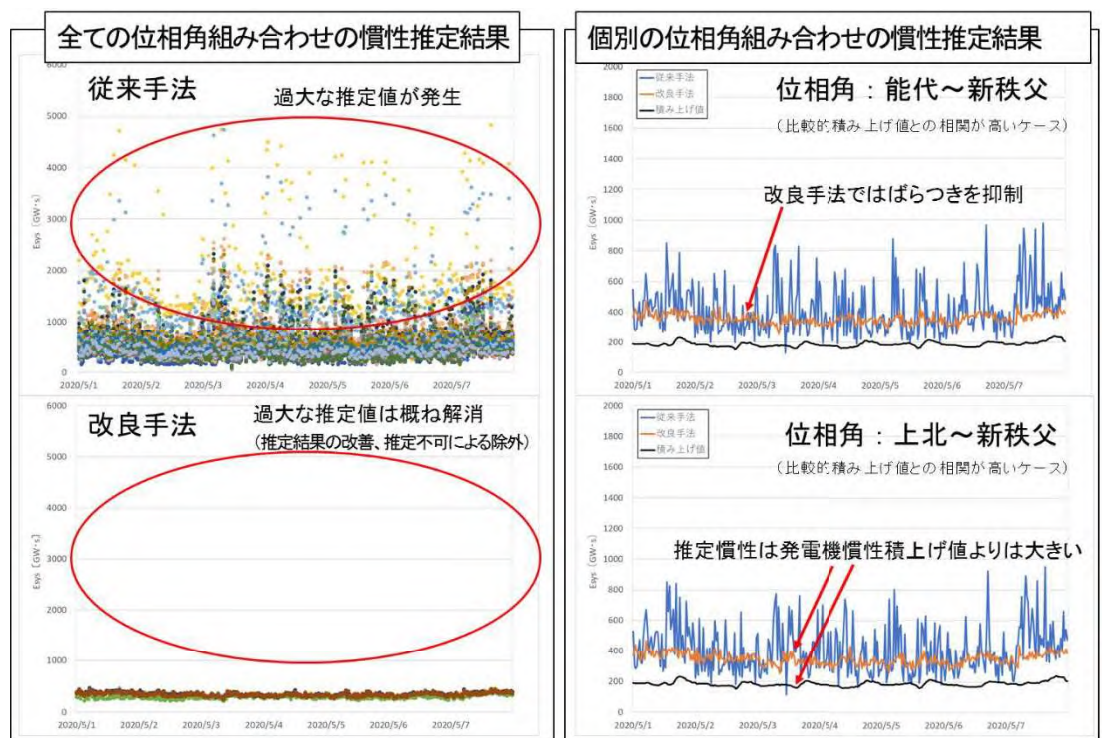 全ての位相角組み合わせの慣性推定結果
従来手法
過大な推定値が発生
6000
5000
4000
3000
2000
1000
0
Esys [GW・s]
2020/5/1
2020/5/2
2020/5/3
2020/5/4
2020/5/5
2020/5/6
2020/5/7
改良手法
過大な推定値は概ね解消
(推定結果の改善、推定不可による除外)
6000
5000
4000
3000
2000
1000
0
Esys [GW・s]
2020/5/1
2020/5/2
2020/5/3
2020/5/4
2020/5/5
2020/5/6
2020/5/7
個別の位相角組み合わせの慣性推定結果
従来手法
改良手法
積み上げ値
位相角：能代～新秩父
(比較的積み上げ値との相関が高いケース)
改良手法ではばらつきを抑制
2000
1800
1600
1400
1200
1000
800
600
400
200
0
Esys [GW・s]
2020/5/1
2020/5/2
2020/5/3
2020/5/4
2020/5/5
2020/5/6
2020/5/7
従来手法
改良手法
積み上げ値
位相角：上北～新秩父
(比較的積み上げ値との相関が高いケース)
推定慣性は発電機慣性積上げ値よりは大きい
2000
1800
1600
1400
1200
1000
800
600
400
200
0
Esys [GW・s]
2020/5/1
2020/5/2
2020/5/3
2020/5/4
2020/5/5
2020/5/6
2020/5/7